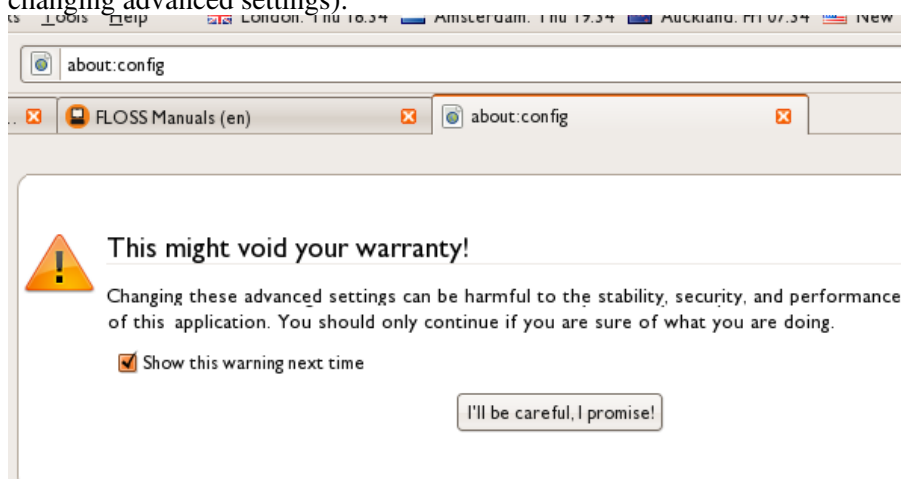 changing advanced settings).
Tools Help London: Thu 18:34 Amsterdam: Thu 19:34 Auckland: Fri 07:34 New
about:config
.. FLOSS Manuals (en) about:config
This might void your warranty!
Changing these advanced settings can be harmful to the stability, security, and performance
of this application. You should only continue if you are sure of what you are doing.
Show this warning next time
I'll be careful, I promise!